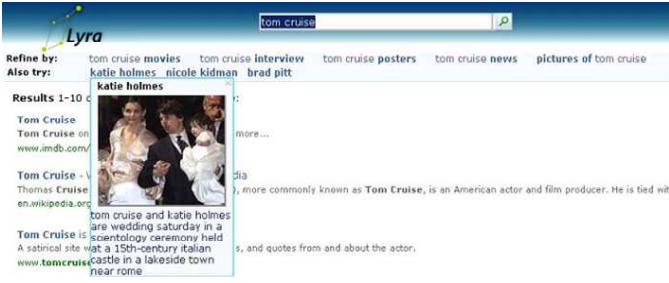 Lyra
tom cruise
Refine by: tom cruise movies tom cruise interview tom cruise posters tom cruise news pictures of tom cruise
Also try: katie holmes nicole kidman brad pitt
katie holmes
Results 1-10
Tom Cruise
Tom Cruise on more...
www.imdb.com/
Tom Cruise - dia
Thomas Cruise ), more commonly known as Tom Cruise, is an American actor and film producer. He is tied wit
en.wikipedia.org
tom cruise and katie holmes
are wedding saturday in a
scientology ceremony held
at a 15th-century italian
castle in a lakeside town
near rome
Tom Cruise is
A satirical site s, and quotes from and about the actor.
www.tomcruise